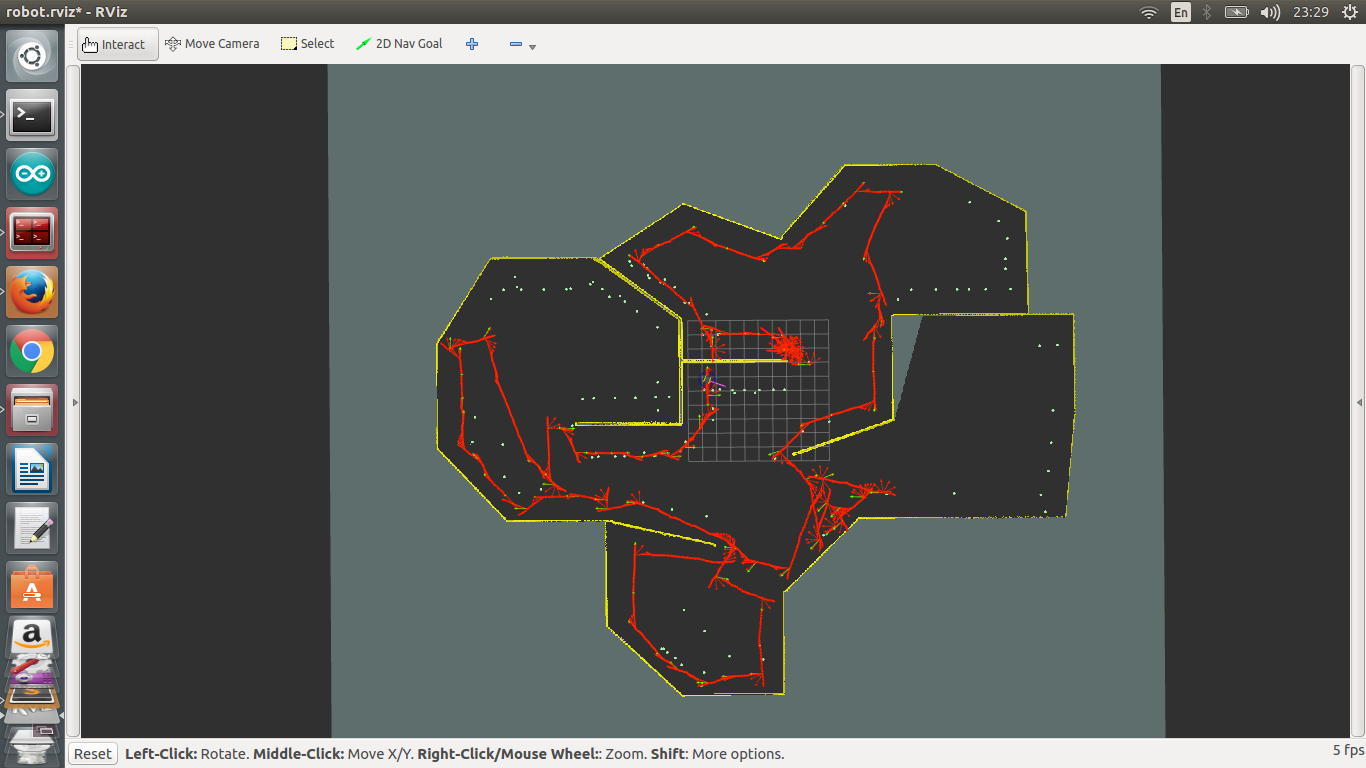 robot.rviz* - RViz
En
23:29
Interact
Move Camera
Select
2D Nav Goal
Reset
Left-Click: Rotate. Middle-Click: Move X/Y. Right-Click/Mouse Wheel:: Zoom. Shift: More options.
5 fps